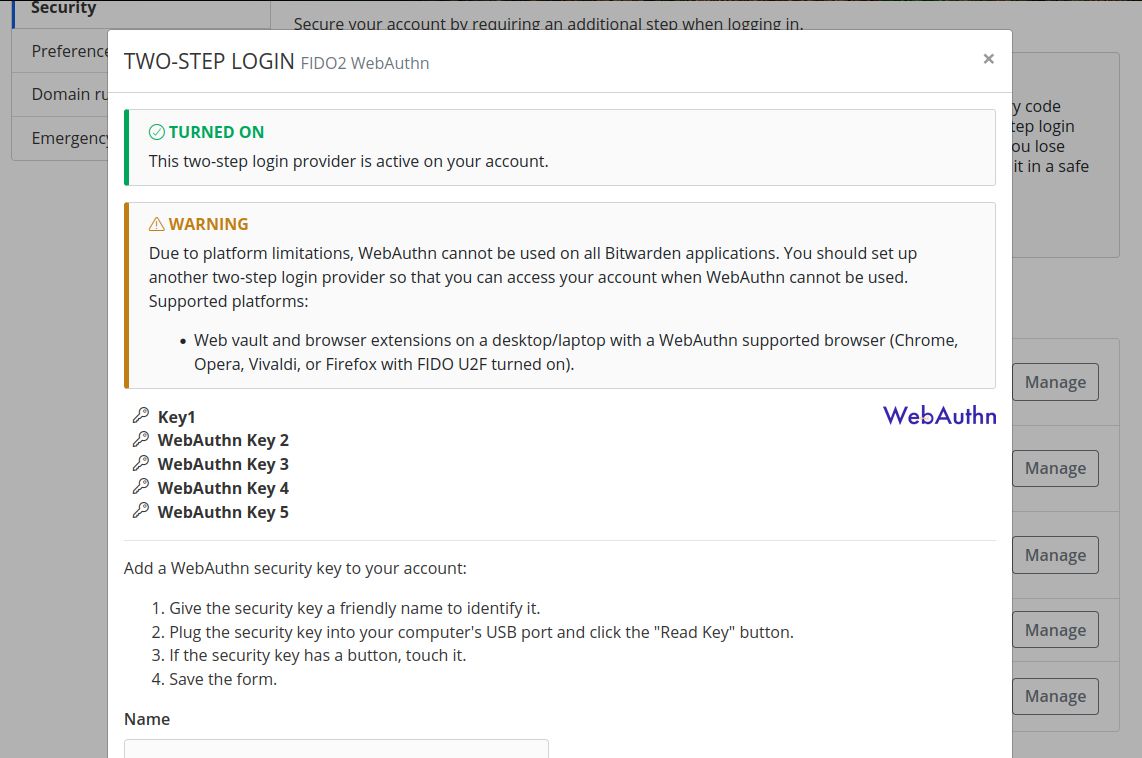 Security
Secure your account by requiring an additional step when logging in.
Preference
Domain ru
Emergency
y code
tep login
ou lose
it in a safe
TWO-STEP LOGIN FIDO2 WebAuthn
×
TURNED ON
This two-step login provider is active on your account.
WARNING
Due to platform limitations, WebAuthn cannot be used on all Bitwarden applications. You should set up
another two-step login provider so that you can access your account when WebAuthn cannot be used.
Supported platforms:
• Web vault and browser extensions on a desktop/laptop with a WebAuthn supported browser (Chrome,
Opera, Vivaldi, or Firefox with FIDO U2F turned on).
Key1
WebAuthn
WebAuthn Key 2
WebAuthn Key 3
WebAuthn Key 4
WebAuthn Key 5
Add a WebAuthn security key to your account:
1. Give the security key a friendly name to identify it.
2. Plug the security key into your computer's USB port and click the "Read Key" button.
3. If the security key has a button, touch it.
4. Save the form.
Name
Manage
Manage
Manage
Manage
Manage